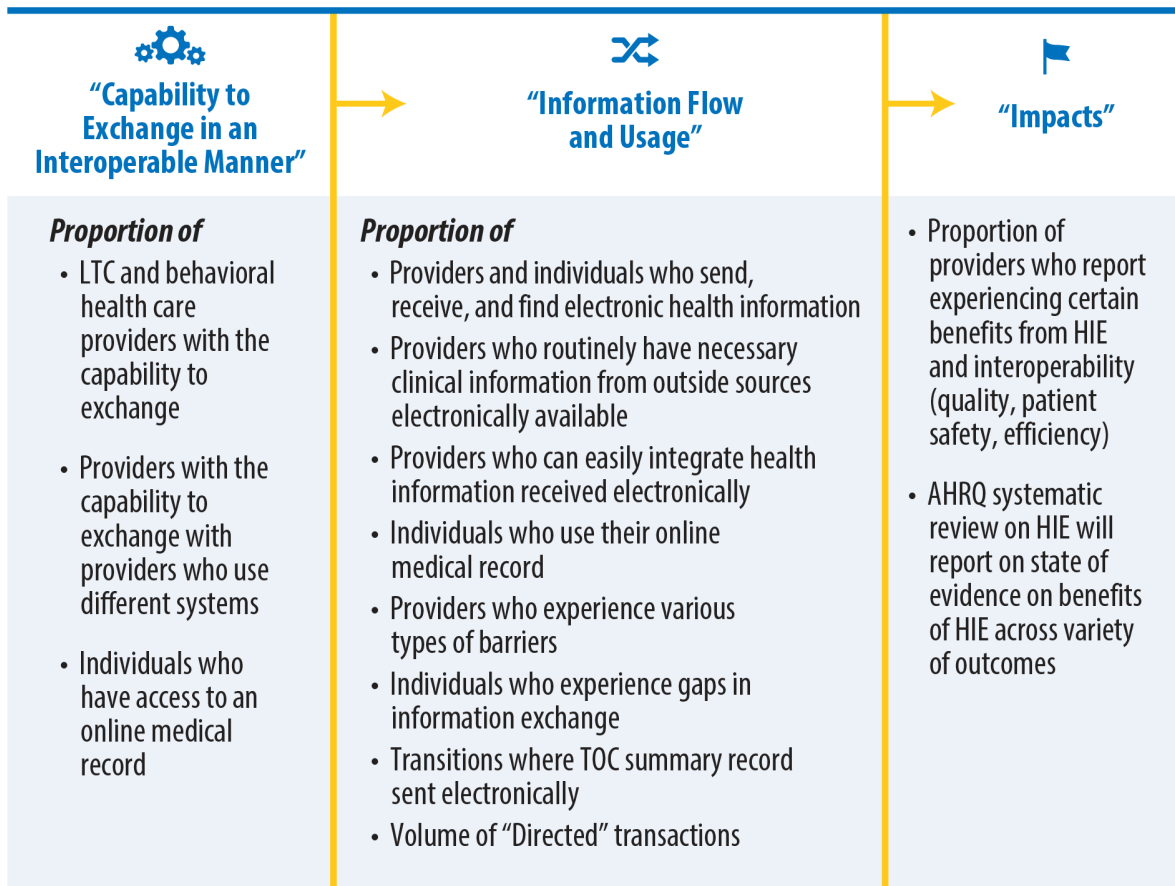 “Capability to
Exchange in an
Interoperable Manner”
Proportion of
• LTC and behavioral
health care
providers with the
capability to
exchange
• Providers with the
capability to
exchange with
providers who use
different systems
• Individuals who
have access to an
online medical
record
“Information Flow
and Usage”
Proportion of
• Providers and individuals who send,
receive, and find electronic health information
• Providers who routinely have necessary
clinical information from outside sources
electronically available
• Providers who can easily integrate health
information received electronically
• Individuals who use their online
medical record
• Providers who experience various
types of barriers
• Individuals who experience gaps in
information exchange
• Transitions where TOC summary record
sent electronically
• Volume of “Directed” transactions
“Impacts”
• Proportion of
providers who report
experiencing certain
benefits from HIE
and interoperability
(quality, patient
safety, efficiency)
• AHRQ systematic
review on HIE will
report on state of
evidence on benefits
of HIE across variety
of outcomes